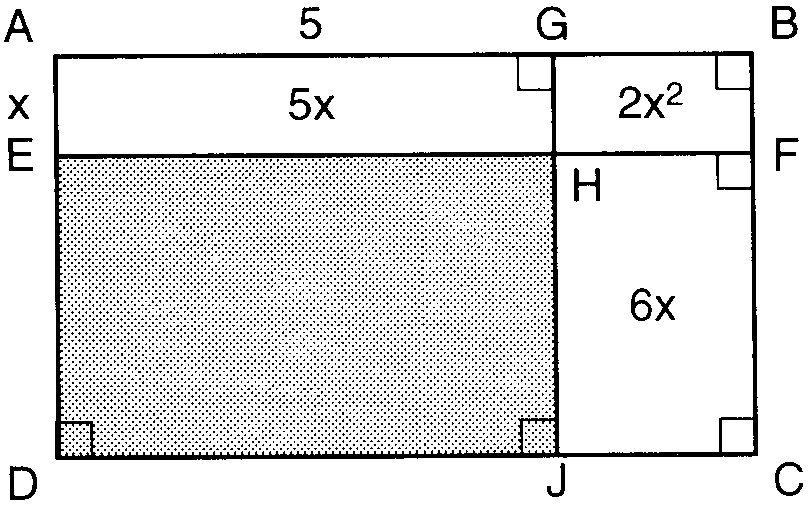 A 5 G B
x 5x 2x²
E H F
6x
D J C